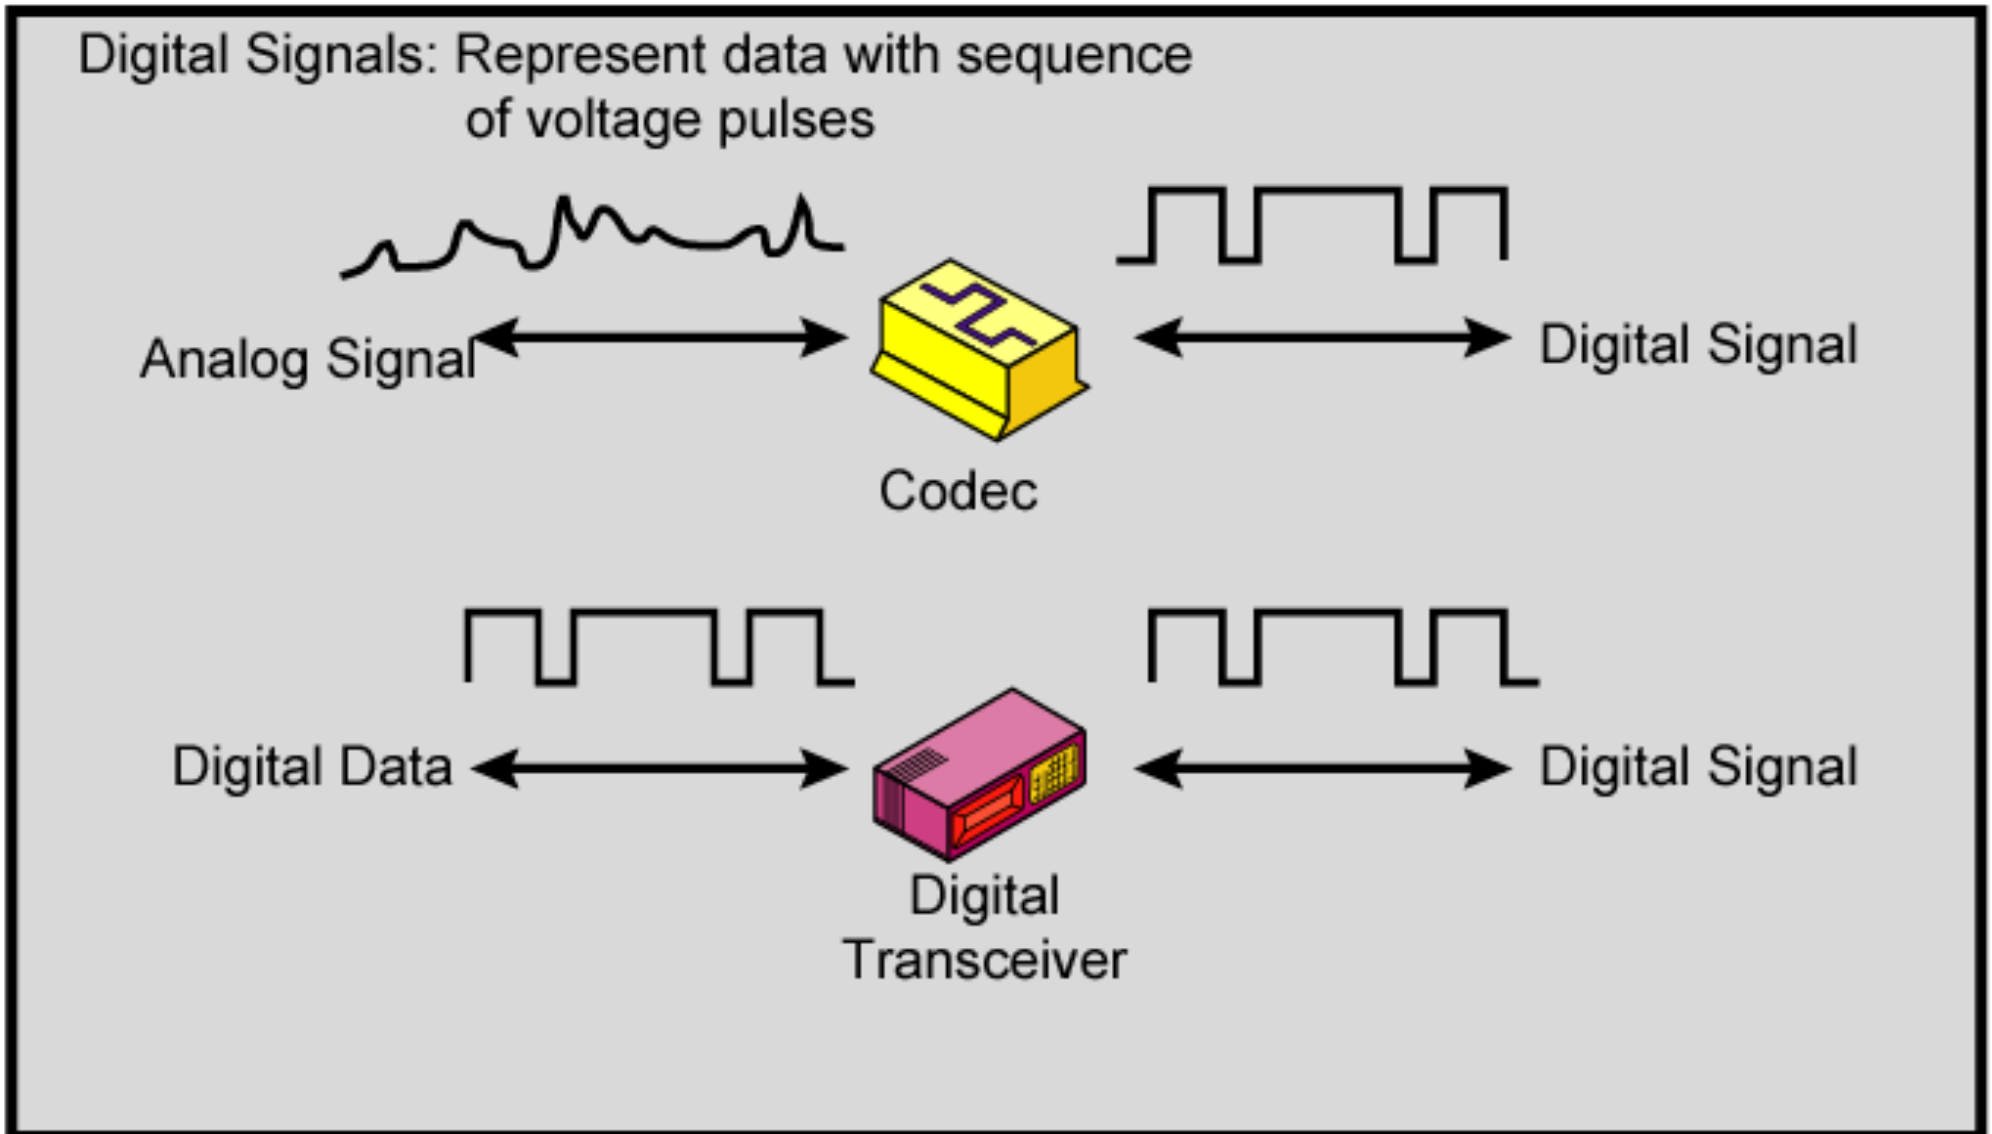 Digital Signals: Represent data with sequence
of voltage pulses
Analog Signal
Digital Signal
Codec
Digital Data
Digital Signal
Digital
Transceiver